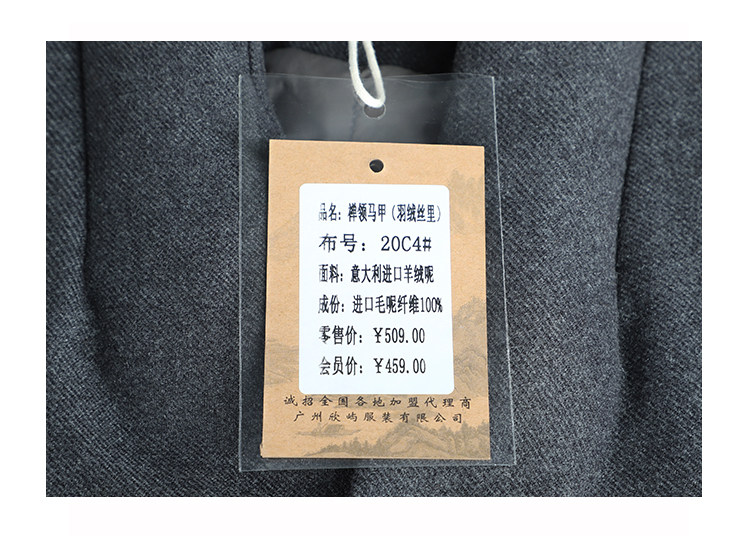 品名：禅领马甲（羽绒丝里）
布号：20C4#
面料：意大利进口羊绒呢
成份：进口毛呢纤维100%
零售价：￥509.00
会员价：￥459.00
诚招全国各地加盟代理商
广州欣屿服装有限公司